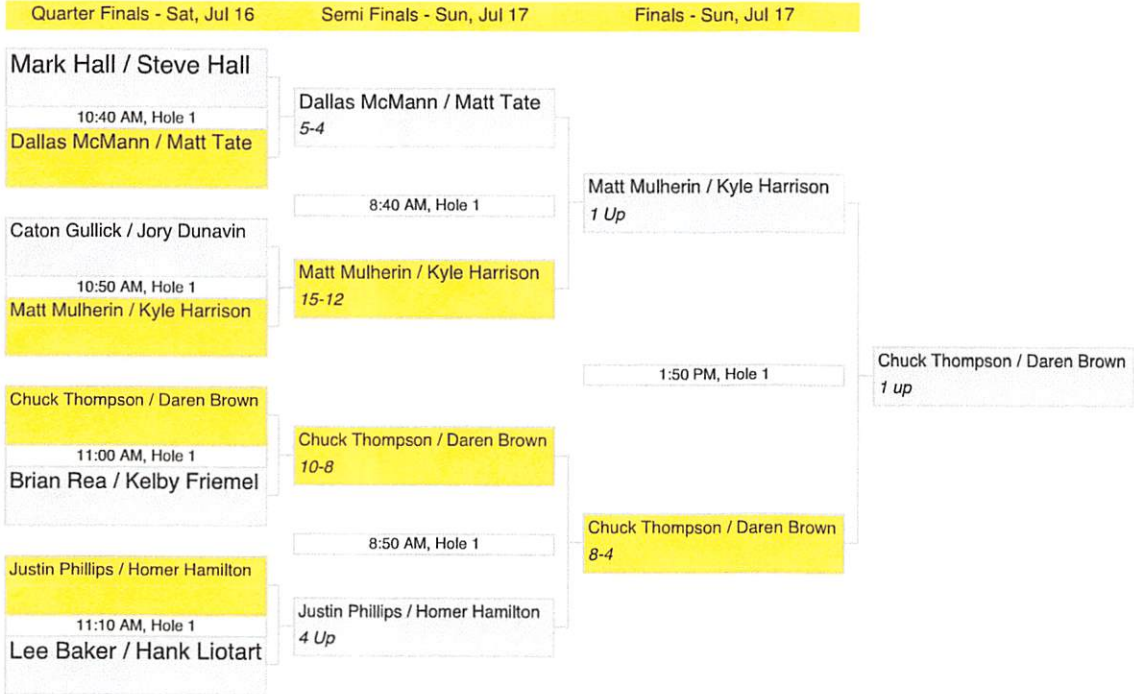 Quarter Finals - Sat, Jul 16
Semi Finals - Sun, Jul 17
Finals - Sun, Jul 17
Mark Hall / Steve Hall
10:40 AM, Hole 1
Dallas McMann / Matt Tate
Caton Gullick / Jory Dunavin
10:50 AM, Hole 1
Matt Mulherin / Kyle Harrison
Chuck Thompson / Daren Brown
11:00 AM, Hole 1
Brian Rea / Kelby Friemel
Justin Phillips / Homer Hamilton
11:10 AM, Hole 1
Lee Baker / Hank Liotart
Dallas McMann / Matt Tate
5-4
8:40 AM, Hole 1
Matt Mulherin / Kyle Harrison
15-12
Chuck Thompson / Daren Brown
10-8
8:50 AM, Hole 1
Justin Phillips / Homer Hamilton
4 Up
Matt Mulherin / Kyle Harrison
1 Up
1:50 PM, Hole 1
Chuck Thompson / Daren Brown
8-4
Chuck Thompson / Daren Brown
1 up